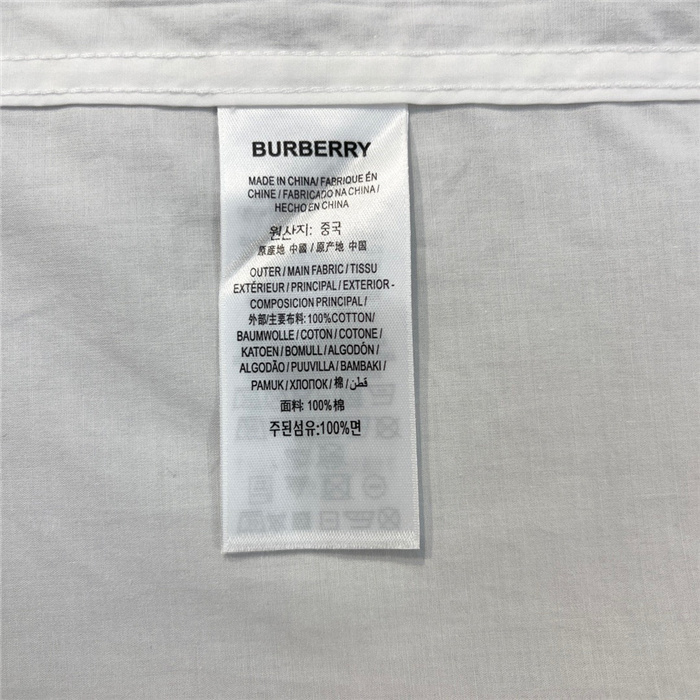 BURBERRY
MADE IN CHINA/ FABRIQUE ÉN
CHINE / FABRICADO NA CHINA /
HECHO EN CHINA
원산지: 중국
原産地 中國 / 原产地 中国
OUTER / MAIN FABRIC / TISSU
EXTÉRIEUR / PRINCIPAL / EXTERIOR -
COMPOSICION PRINCIPAL /
外部/主要布料: 100%COTTON/
BAUMWOLLE / COTON / COTONE /
KATOEN / BOMULL / ALGODÓN /
ALGODÃO / PUUVILLA / BAMBAKI /
PAMUK / ХЛОПОК / 棉 / قطن/
面料: 100%棉
주된섬유:100%면